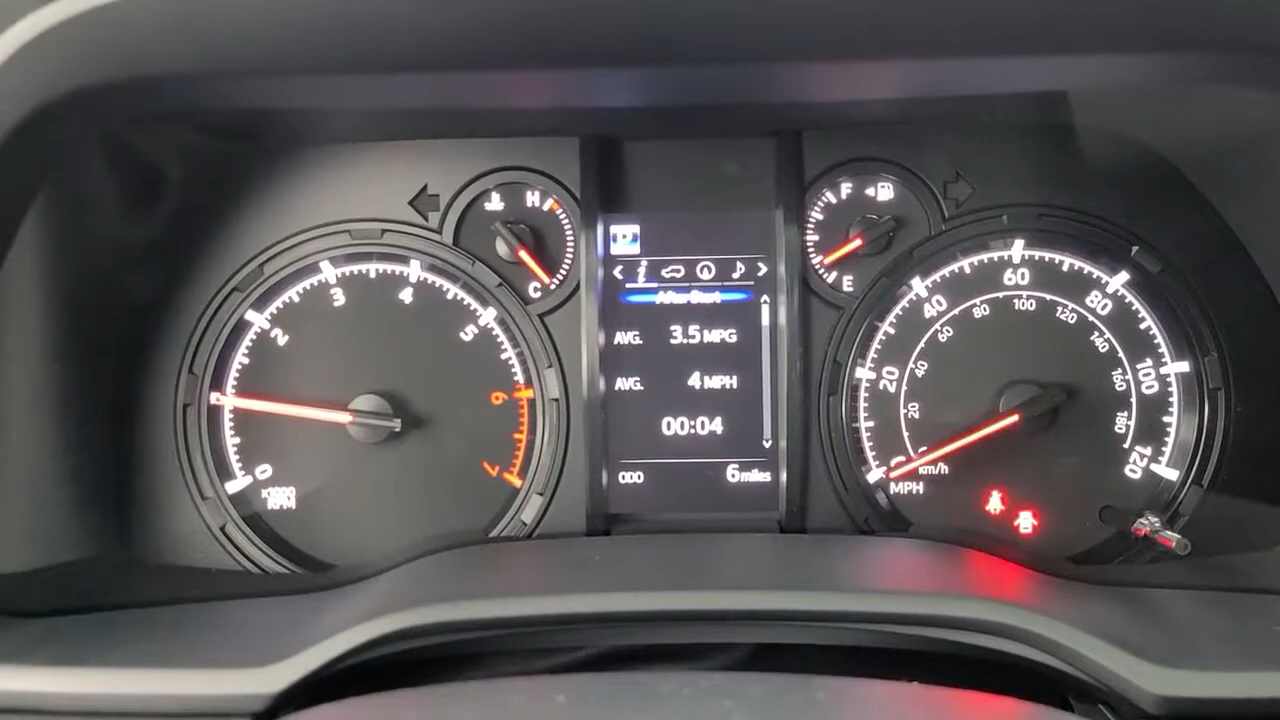 0
2
3
4
5
6
7
x1000
RPM
H
C
After Start
AVG. 3.5 MPG
AVG. 4 MPH
00:04
ODO 6 miles
F
E
20
40
60
80
100
120
MPH
20
40
60
80
100
120
140
160
180
km/h